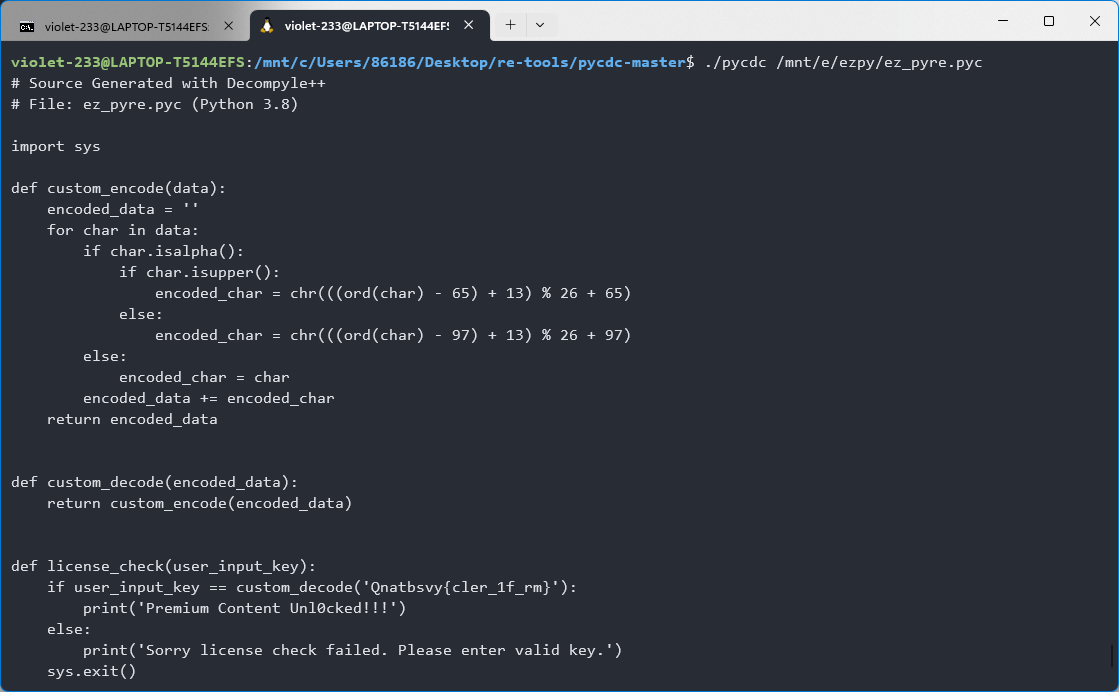 violet-233@LAPTOP-T5144EFS: violet-233@LAPTOP-T5144EFS:
violet-233@LAPTOP-T5144EFS:/mnt/c/Users/86186/Desktop/re-tools/pycdc-master$ ./pycdc /mnt/e/ezpy/ez_pyre.pyc
# Source Generated with Decompyle++
# File: ez_pyre.pyc (Python 3.8)
import sys
def custom_encode(data):
    encoded_data = ''
    for char in data:
        if char.isalpha():
            if char.isupper():
                encoded_char = chr(((ord(char) - 65) + 13) % 26 + 65)
            else:
                encoded_char = chr(((ord(char) - 97) + 13) % 26 + 97)
        else:
            encoded_char = char
        encoded_data += encoded_char
    return encoded_data
def custom_decode(encoded_data):
    return custom_encode(encoded_data)
def license_check(user_input_key):
    if user_input_key == custom_decode('Qnatbsvy{cler_1f_rm}'):
        print('Premium Content Unl0cked!!!')
    else:
        print('Sorry license check failed. Please enter valid key.')
    sys.exit()